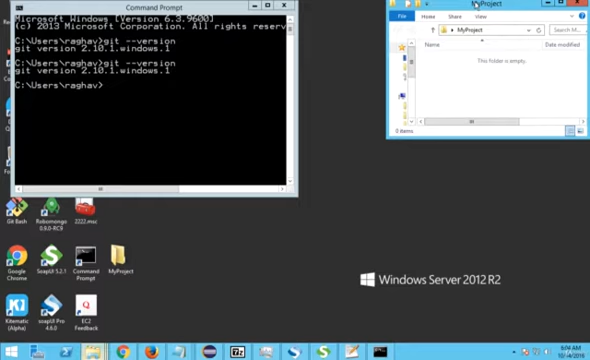 Command Prompt
Microsoft Windows [Version 6.3.9600]
(c) 2013 Microsoft Corporation. All rights reserv
C:\Users\raghav>git --version
git version 2.10.1.windows.1
C:\Users\raghav>git --version
git version 2.10.1.windows.1
C:\Users\raghav>
MyProject
File Home Share View
MyProject
Name Date modified
This folder is empty.
0 items
Git Bash
Robomongo 0.9.0-RC9
2222.msc
Google Chrome
SoapUI 5.2.1
Command Prompt
MyProject
Kitematic (Alpha)
soapUI Pro 4.6.0
EC2 Feedback
Windows Server 2012 R2